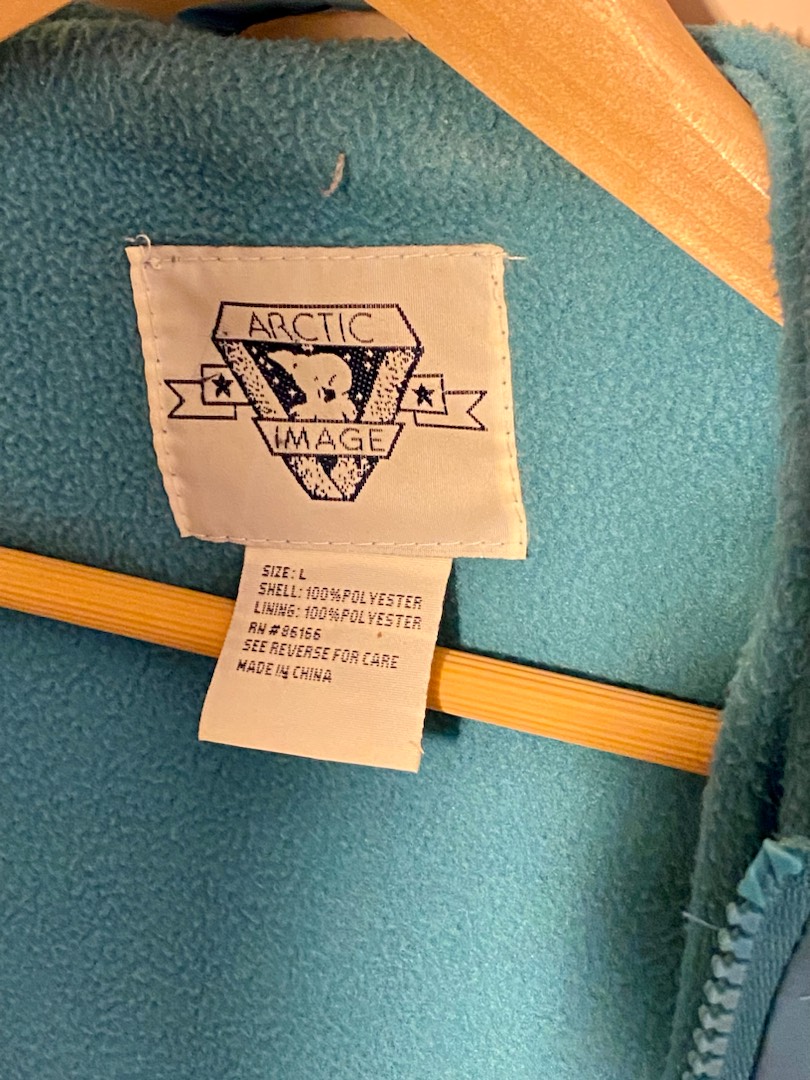 ARCTIC
IMAGE
SIZE: L
SHELL: 100%POLYESTER
LINING: 100%POLYESTER
RN #86166
SEE REVERSE FOR CARE
MADE IN CHINA